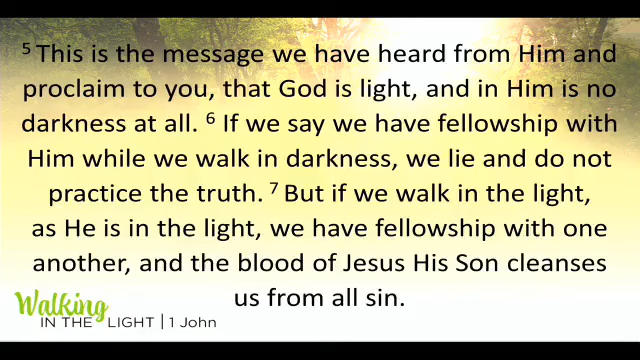 ⁵ This is the message we have heard from Him and
proclaim to you, that God is light, and in Him is no
darkness at all. ⁶ If we say we have fellowship with
Him while we walk in darkness, we lie and do not
practice the truth. ⁷ But if we walk in the light,
as He is in the light, we have fellowship with one
another, and the blood of Jesus His Son cleanses
us from all sin.
Walking
IN THE LIGHT | 1 John